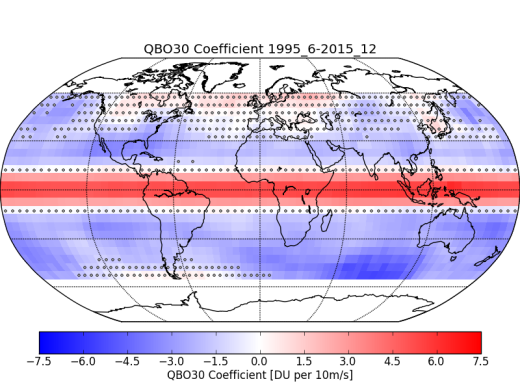 QBO30 Coefficient 1995_6-2015_12
−7.5 −6.0 −4.5 −3.0 −1.5 0.0 1.5 3.0 4.5 6.0 7.5
QBO30 Coefficient [DU per 10m/s]